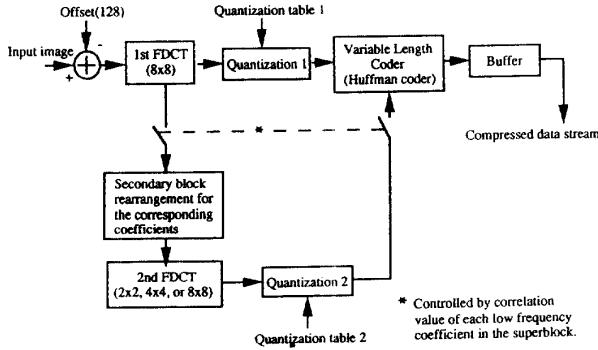 Offset(128)
Quantization table 1
Input image
-
+
1st FDCT
(8x8)
Quantization 1
Variable Length
Coder
(Huffman coder)
Buffer
Compressed data stream
*
Secondary block
rearrangement for
the corresponding
coefficients
2nd FDCT
(2x2, 4x4, or 8x8)
Quantization 2
Quantization table 2
* Controlled by correlation
value of each low frequency
coefficient in the superblock.